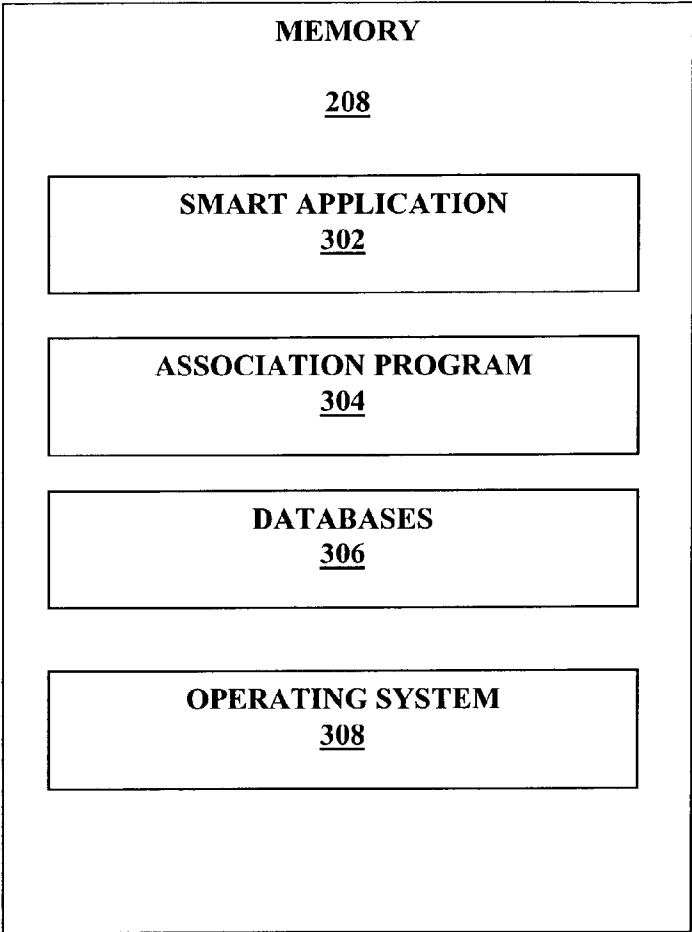 MEMORY
208
SMART APPLICATION
302
ASSOCIATION PROGRAM
304
DATABASES
306
OPERATING SYSTEM
308